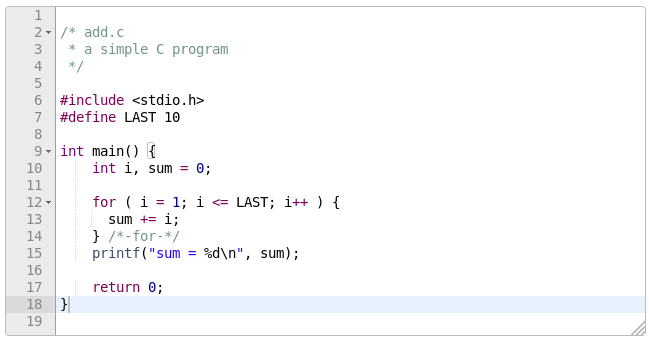 1
2 /* add.c
3  * a simple C program
4  */
5
6 #include <stdio.h>
7 #define LAST 10
8
9 int main() {
10     int i, sum = 0;
11
12     for ( i = 1; i <= LAST; i++ ) {
13       sum += i;
14     } /*-for-*/
15     printf("sum = %d\n", sum);
16
17     return 0;
18 }
19